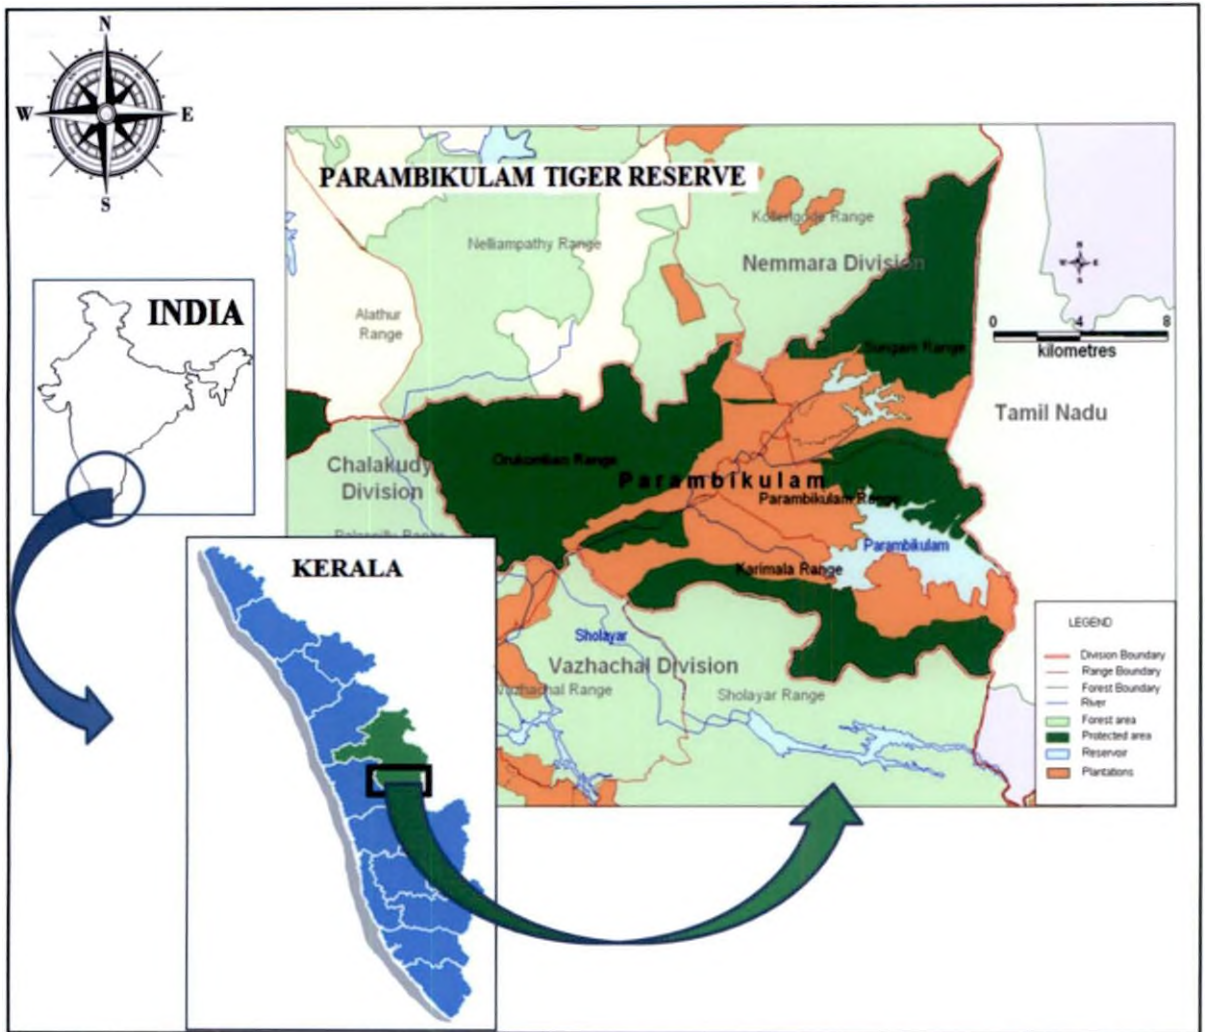 N
W E
S
PARAMBIKULAM TIGER RESERVE
Kollengode Range
Nelliampathy Range
Nemmara Division
W E
S
INDIA
Alathur
Range
0 4 8
kilometres
Sungam Range
Tamil Nadu
Chalakudy
Division
Orukomban Range
Parambikulam
Parambikulam Range
Parambikulam
KERALA
Karimala Range
Sholayar
Vazhachal Division
Vazhachal Range
Sholayar Range
LEGEND
Division Boundary
Range Boundary
Forest Boundary
River
Forest area
Protected area
Reservoir
Plantations